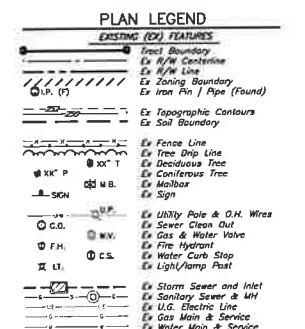 PLAN LEGEND
EXISTING (EX) FEATURES
Tract Boundary
Ex R/W Centerline
Ex R/W Line
Ex Zoning Boundary
I.P. (F) Ex Iron Pin / Pipe (Found)
250
250 Ex Topographic Contours
Ex Soil Boundary
Ex Fence Line
Ex Tree Drip Line
XX" T Ex Deciduous Tree
XX" P Ex Coniferous Tree
M.B. Ex Mailbox
SIGN Ex Sign
U.P. Ex Utility Pole & O.H. Wires
C.O. Ex Sewer Clean Out
W.V. Ex Gas & Water Valve
F.H. Ex Fire Hydrant
C.S. Ex Water Curb Stop
LT. Ex Light/lamp Post
Ex Storm Sewer and Inlet
S S Ex Sanitary Sewer & MH
Ex U.G. Electric Line
G G Ex Gas Main & Service
Ex Water Main & Service